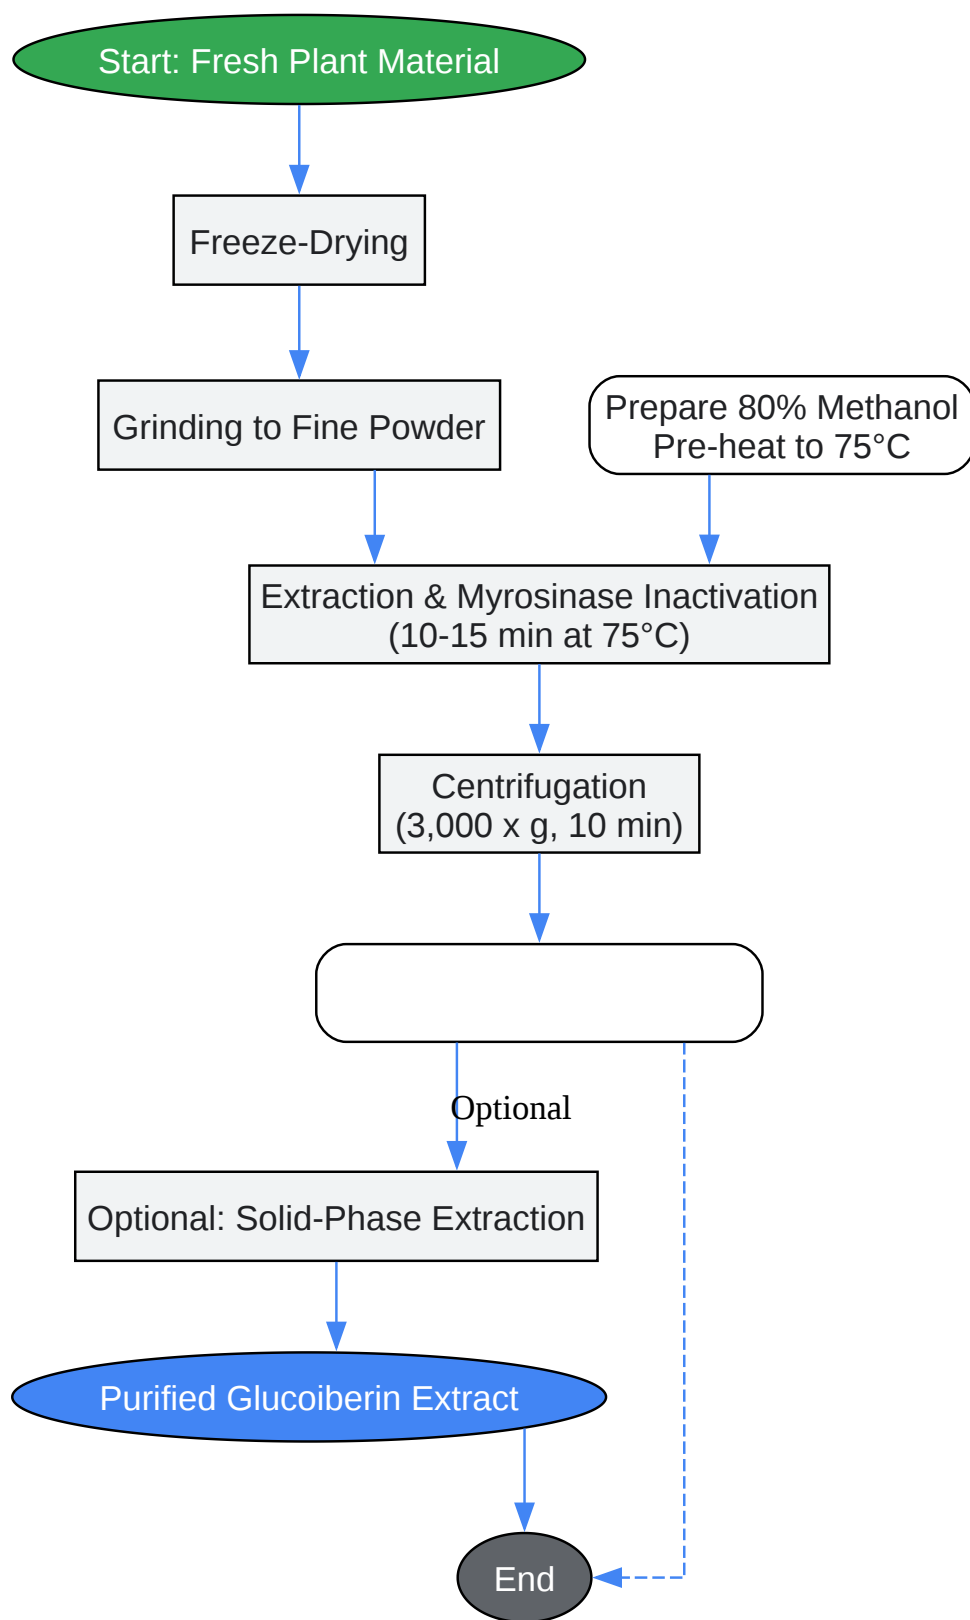 Start: Fresh Plant Material
Freeze-Drying
Grinding to Fine Powder
Prepare 80% Methanol
Pre-heat to 75°C
Extraction & Myrosinase Inactivation
(10-15 min at 75°C)
Centrifugation
(3,000 x g, 10 min)
Optional
Optional: Solid-Phase Extraction
Purified Glucoiberin Extract
End